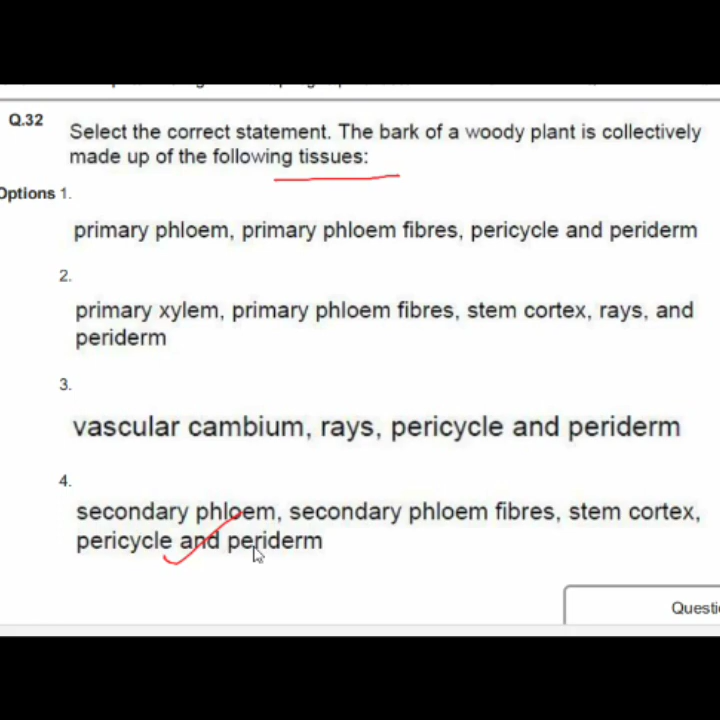 Q.32
Select the correct statement. The bark of a woody plant is collectively
made up of the following tissues:
Options 1.
primary phloem, primary phloem fibres, pericycle and periderm
2.
primary xylem, primary phloem fibres, stem cortex, rays, and
periderm
3.
vascular cambium, rays, pericycle and periderm
4.
secondary phloem, secondary phloem fibres, stem cortex,
pericycle and periderm